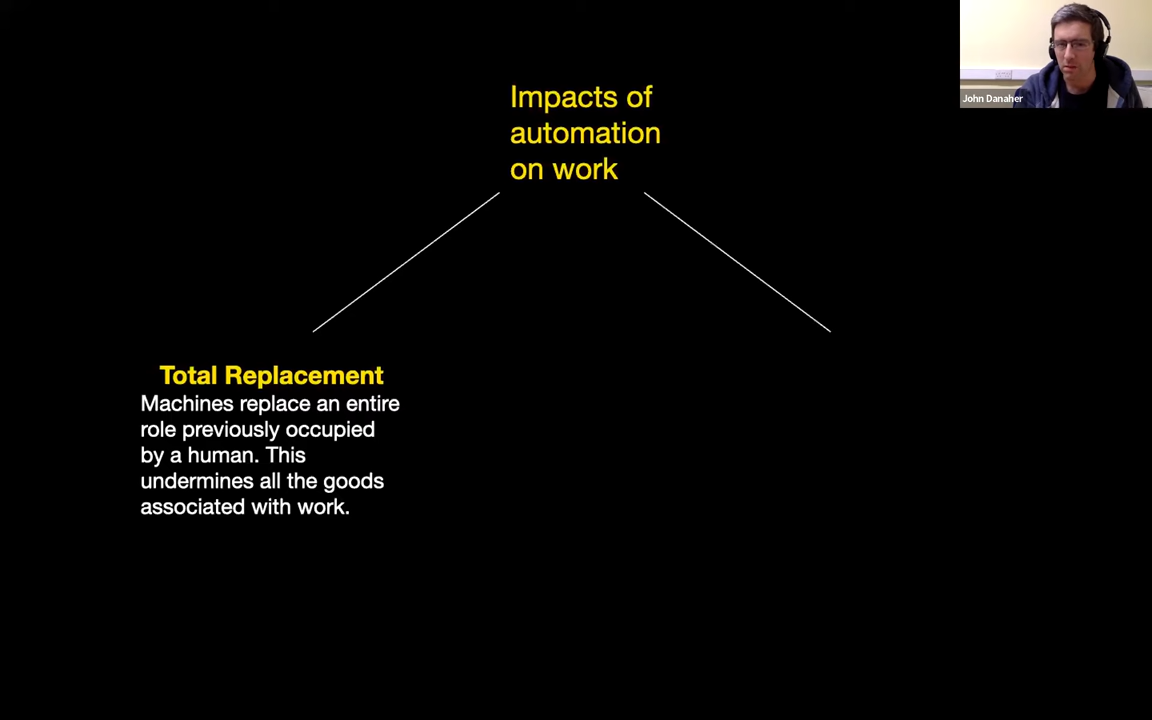 Impacts of
automation
on work
John Danaher
Total Replacement
Machines replace an entire
role previously occupied
by a human. This
undermines all the goods
associated with work.